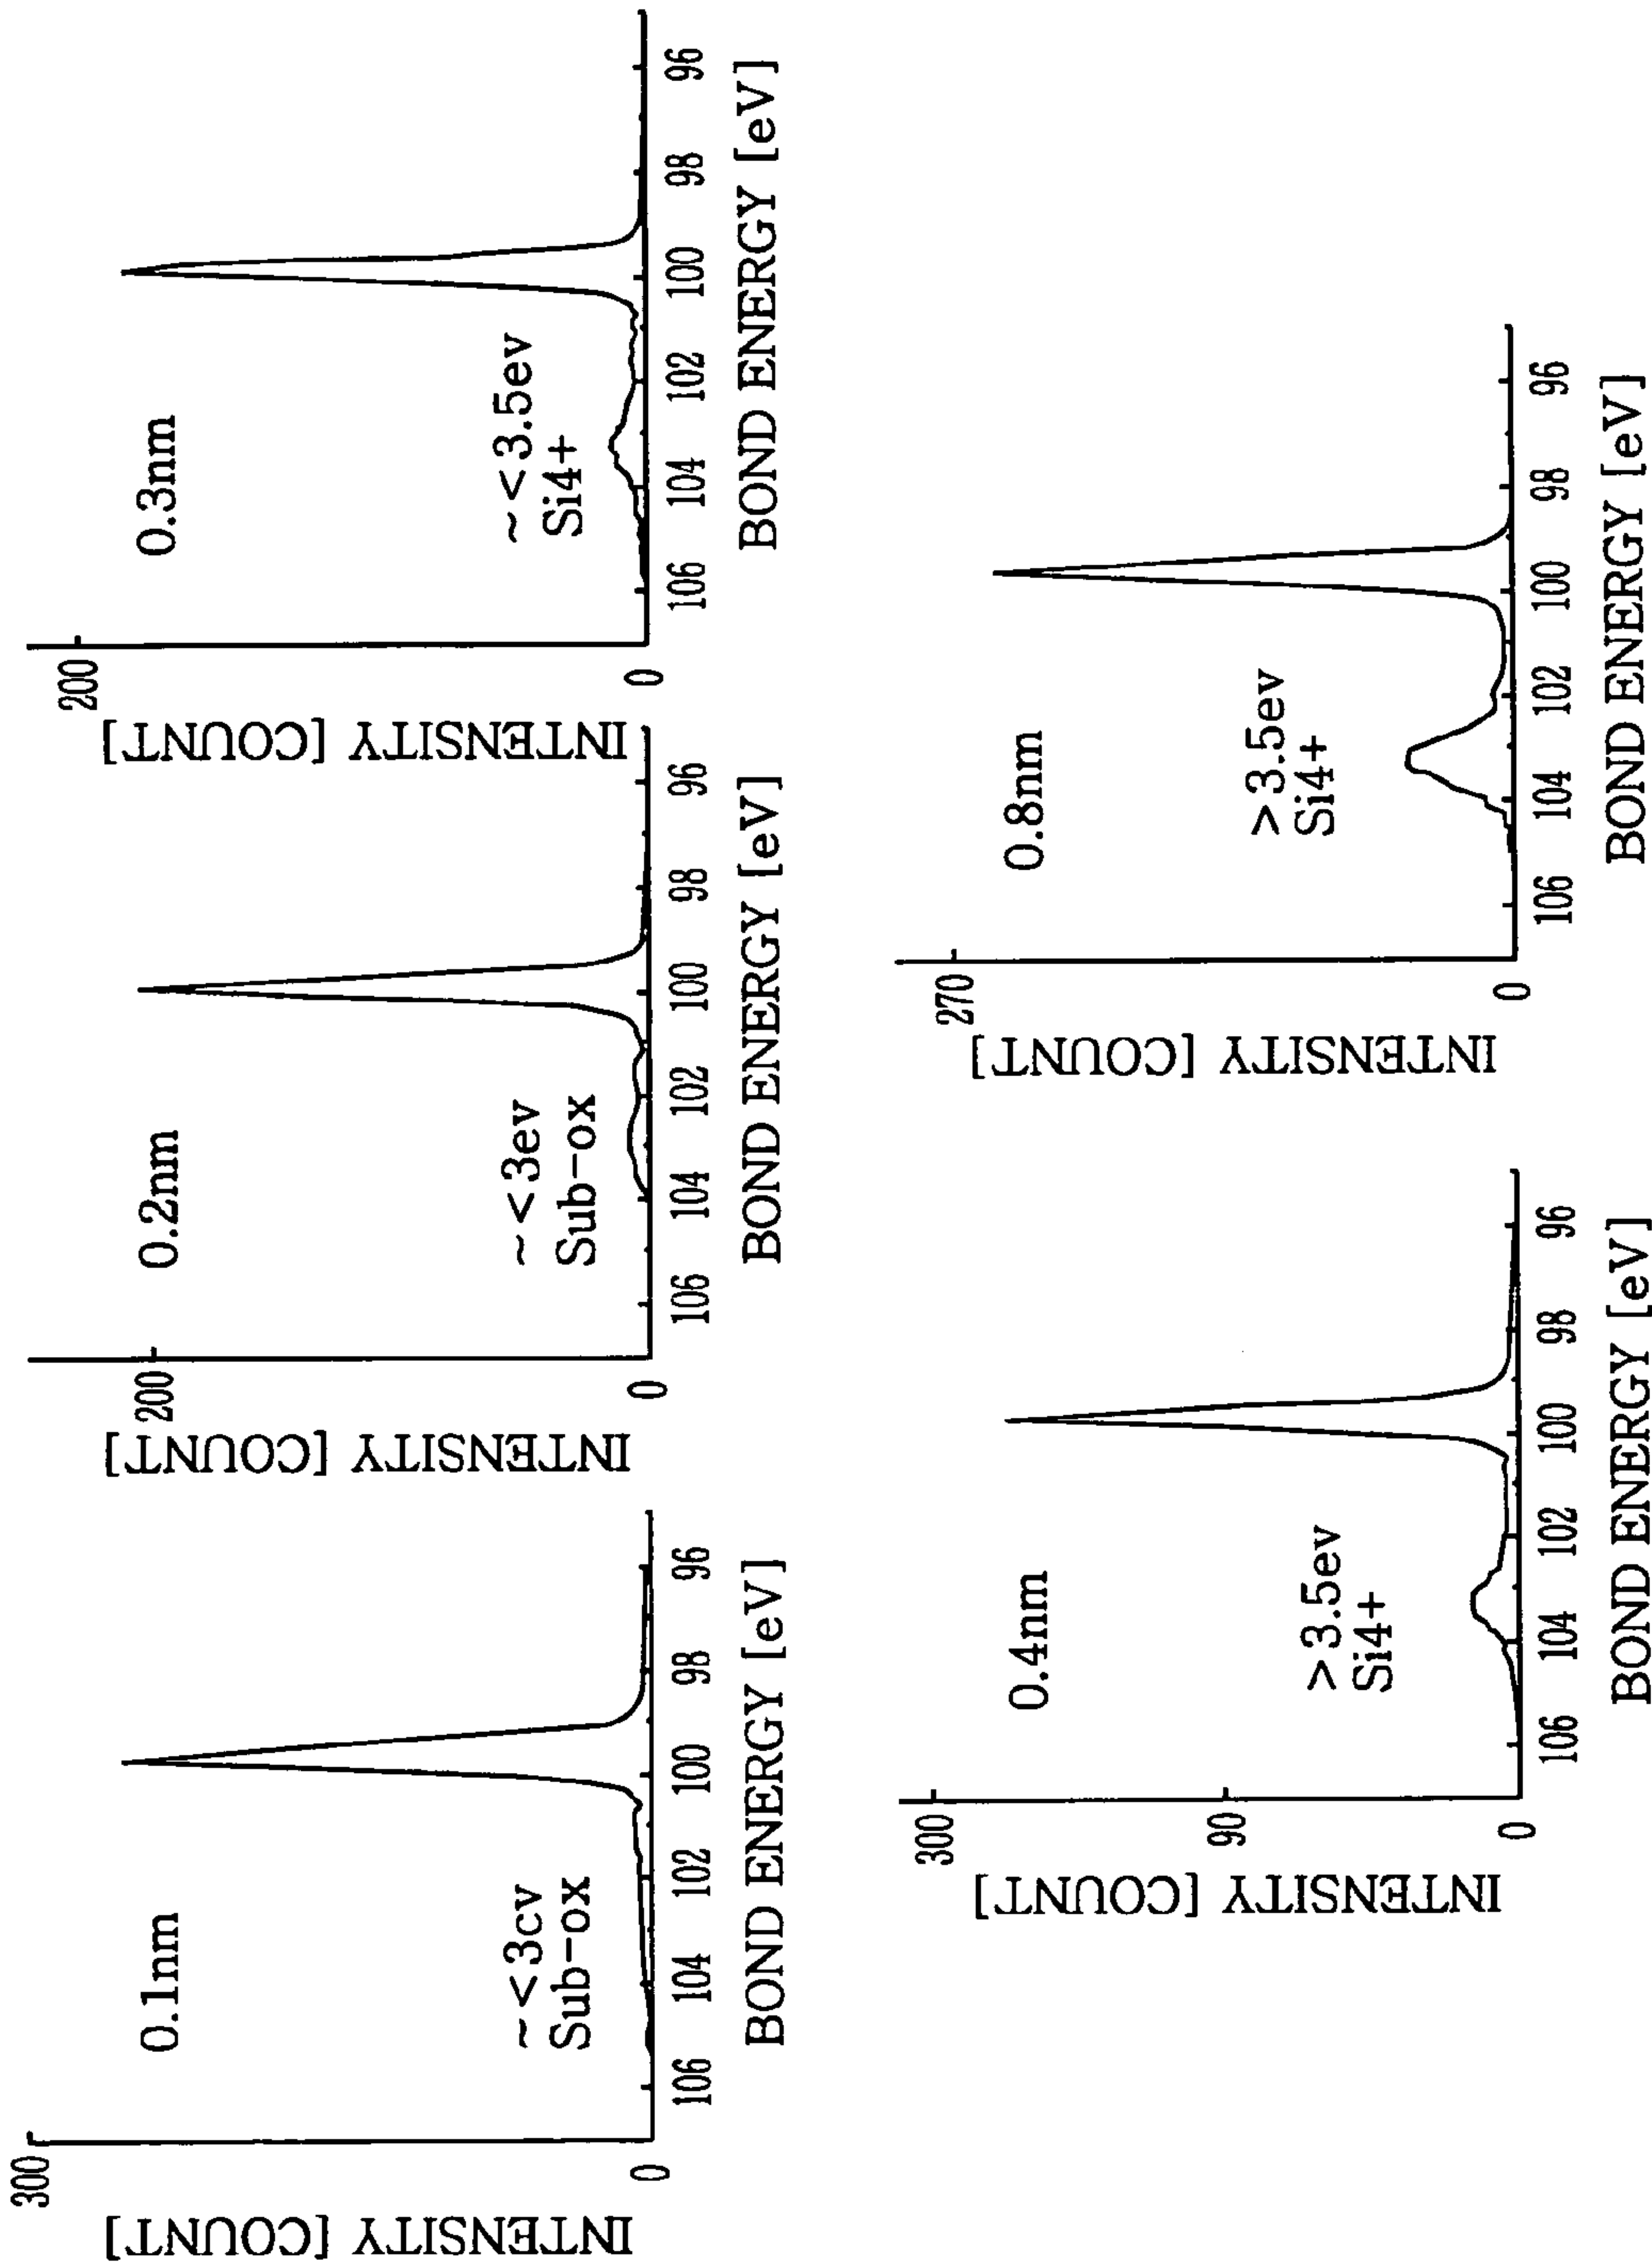 300
0
INTENSITY [COUNT]
0.1nm
~<3cv
Sub-ox
106 104 102 100 98 96
BOND ENERGY [eV]
200
0
INTENSITY [COUNT]
0.2nm
~<3ev
Sub-ox
106 104 102 100 98 96
BOND ENERGY [eV]
200
0
INTENSITY [COUNT]
0.3nm
~<3.5ev
Si4+
106 104 102 100 98 96
BOND ENERGY [eV]
300
90
0
INTENSITY [COUNT]
0.4nm
>3.5ev
Si4+
106 104 102 100 98 96
BOND ENERGY [eV]
270
0
INTENSITY [COUNT]
0.8nm
>3.5ev
Si4+
106 104 102 100 98 96
BOND ENERGY [eV]